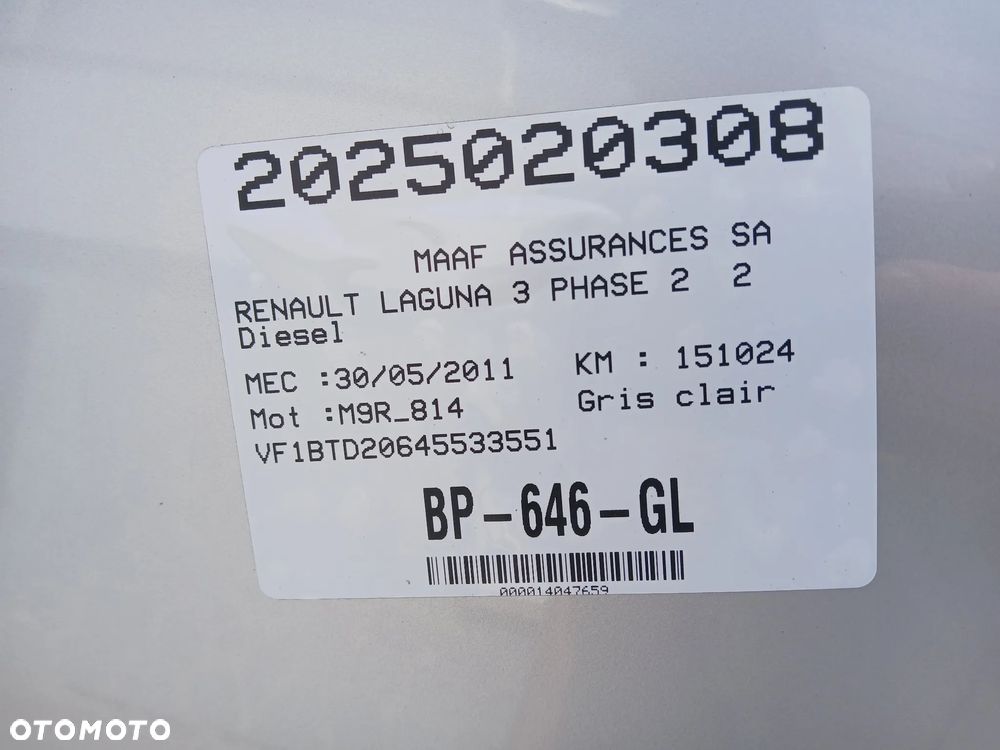 2025020308
MAAF ASSURANCES SA
RENAULT LAGUNA 3 PHASE 2 2
Diesel
MEC :30/05/2011 KM : 151024
Mot :M9R_814 Gris clair
VF1BTD20645533551
BP-646-GL
000014047659
OTOMOTO